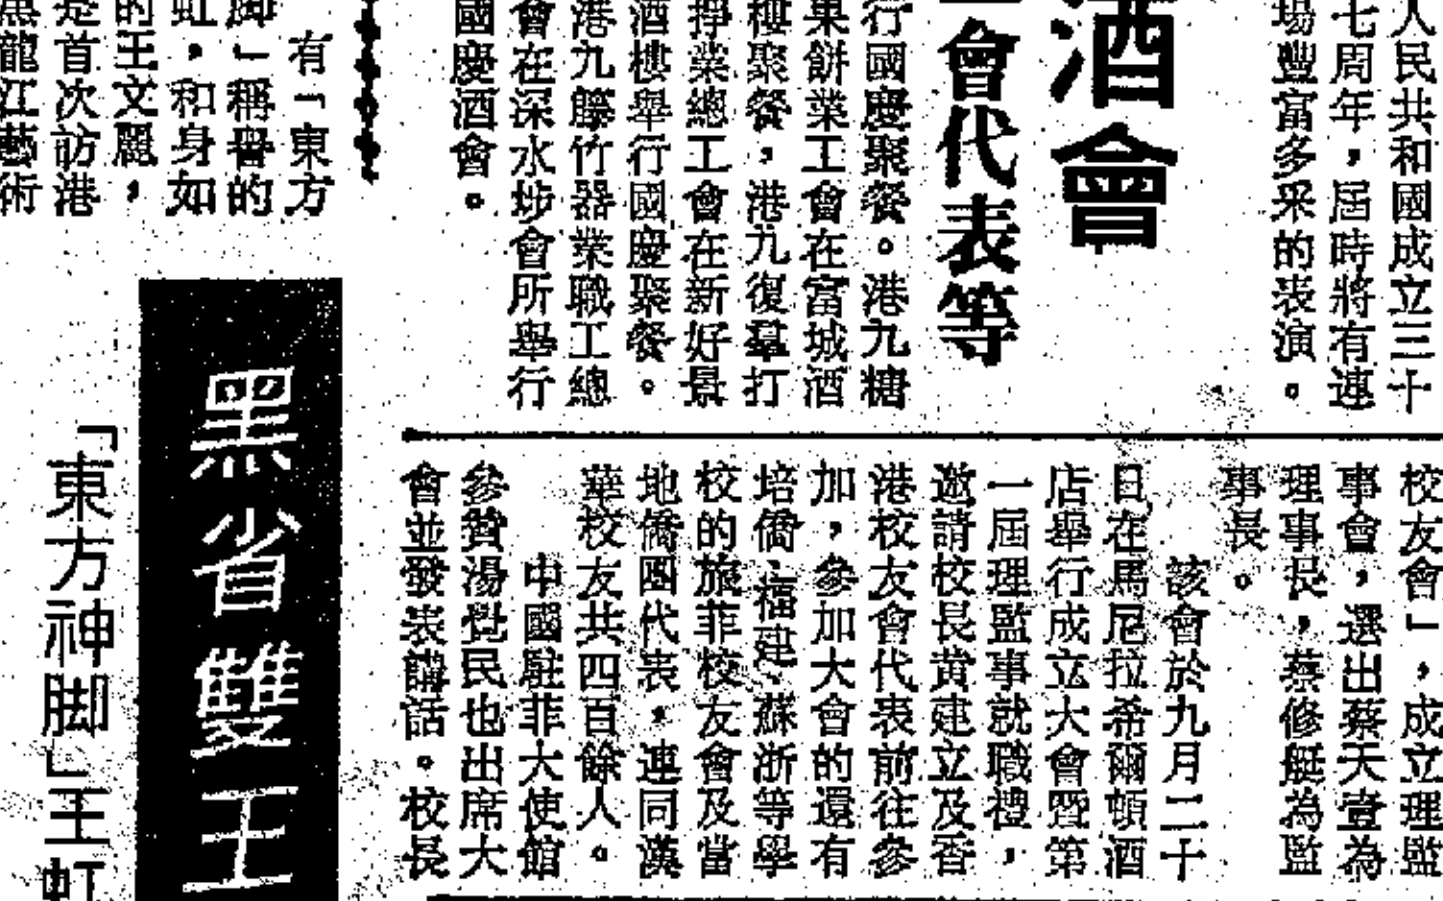 人民共和國成立三十
七周年，屆時將有連
場豐富多采的表演。
酒會
會代表等
行國慶聚餐。港九糖
果餅業工會在富城酒
樓聚餐，港九復羣打
掙業總工會在新好景
酒樓舉行國慶聚餐。
港九籐竹器業職工總
會在深水埗會所舉行
國慶酒會。
校友會」，成立理監
事會，選出蔡天壹為
理事長，蔡修艇為監
事長。
該會於九月二十
日在馬尼拉希爾頓酒
店舉行成立大會暨第
一屆理監事就職禮，
邀請校長黃建立及香
港校友會代表前往參
加，參加大會的還有
培僑、福建、蘇浙等學
校的旅菲校友會及當
地僑團代表，連同漢
華校友共四百餘人。
中國駐菲大使館
參贊湯覺民也出席大
會並發表講話。校長
有「東方
脚」稱譽的
虹，和身如
的王文麗，
是首次訪港
黑龍江藝術
黑省雙王
「東方神脚」王虹